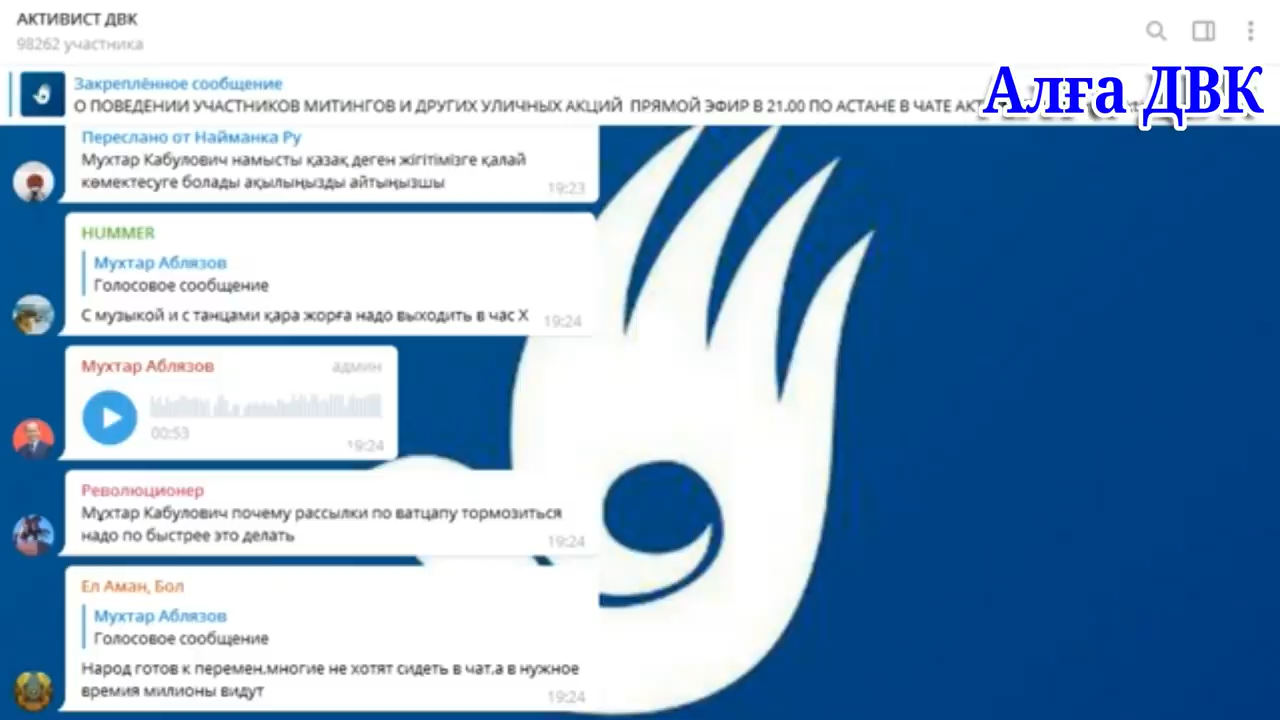 АКТИВИСТ ДВК
98262 участника
Закреплённое сообщение
О ПОВЕДЕНИИ УЧАСТНИКОВ МИТИНГОВ И ДРУГИХ УЛИЧНЫХ АКЦИЙ ПРЯМОЙ ЭФИР В 21.00 ПО АСТАНЕ В ЧАТЕ
Алға ДВК
Переслано от Найманка Ру
Мухтар Кабулович намысты қазақ деген жігітімізге қалай
көмектесуге болады ақылыңызды айтыңызшы
19:23
HUMMER
Мухтар Аблязов
Голосовое сообщение
С музыкой и с танцами қара жорға надо выходить в час Х
19:24
Мухтар Аблязов
админ
00:53
19:24
Революционер
Мұхтар Кабулович почему рассылки по ватцапу тормозиться
надо по быстрее это делать
19:24
Ел Аман, Бол
Мухтар Аблязов
Голосовое сообщение
Народ готов к перемен.многие не хотят сидеть в чат.а в нужное
времия милионы видут
19:24